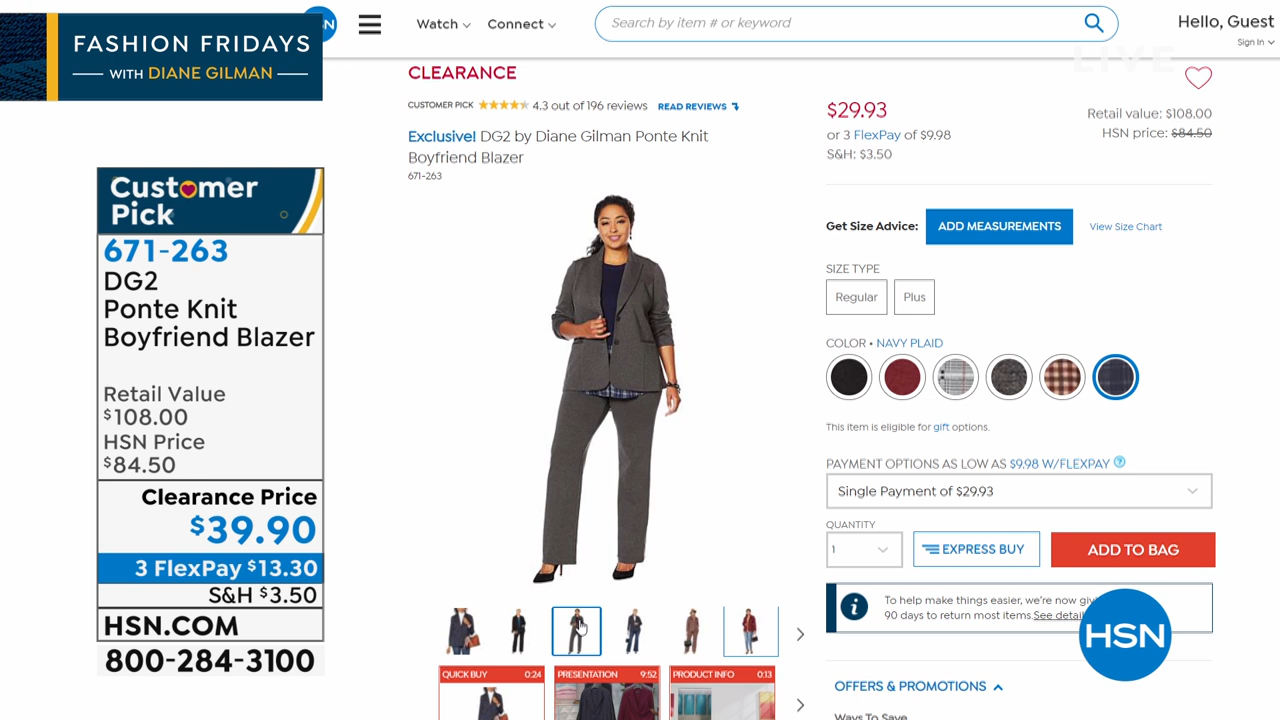 FASHION FRIDAYS
WITH DIANE GILMAN
Watch
Connect
Search by item # or keyword
Hello, Guest
Sign In
LIVE
CLEARANCE
CUSTOMER PICK 4.3 out of 196 reviews READ REVIEWS
Exclusive! DG2 by Diane Gilman Ponte Knit
Boyfriend Blazer
671-263
$29.93
or 3 FlexPay of $9.98
S&H: $3.50
Retail value: $108.00
HSN price: $84.50
Get Size Advice: ADD MEASUREMENTS View Size Chart
SIZE TYPE
Regular Plus
COLOR • NAVY PLAID
This item is eligible for gift options.
PAYMENT OPTIONS AS LOW AS $9.98 W/FLEXPAY ?
Single Payment of $29.93
QUANTITY
1 EXPRESS BUY ADD TO BAG
i
To help make things easier, we're now
90 days to return most items.See
HSN
OFFERS & PROMOTIONS
Ways To Save
QUICK BUY 0:24
PRESENTATION 9:52
PRODUCT INFO 0:13
Customer
Pick
671-263
DG2
Ponte Knit
Boyfriend Blazer
Retail Value
$108.00
HSN Price
$84.50
Clearance Price
$39.90
3 FlexPay $13.30
S&H $3.50
HSN.COM
800-284-3100